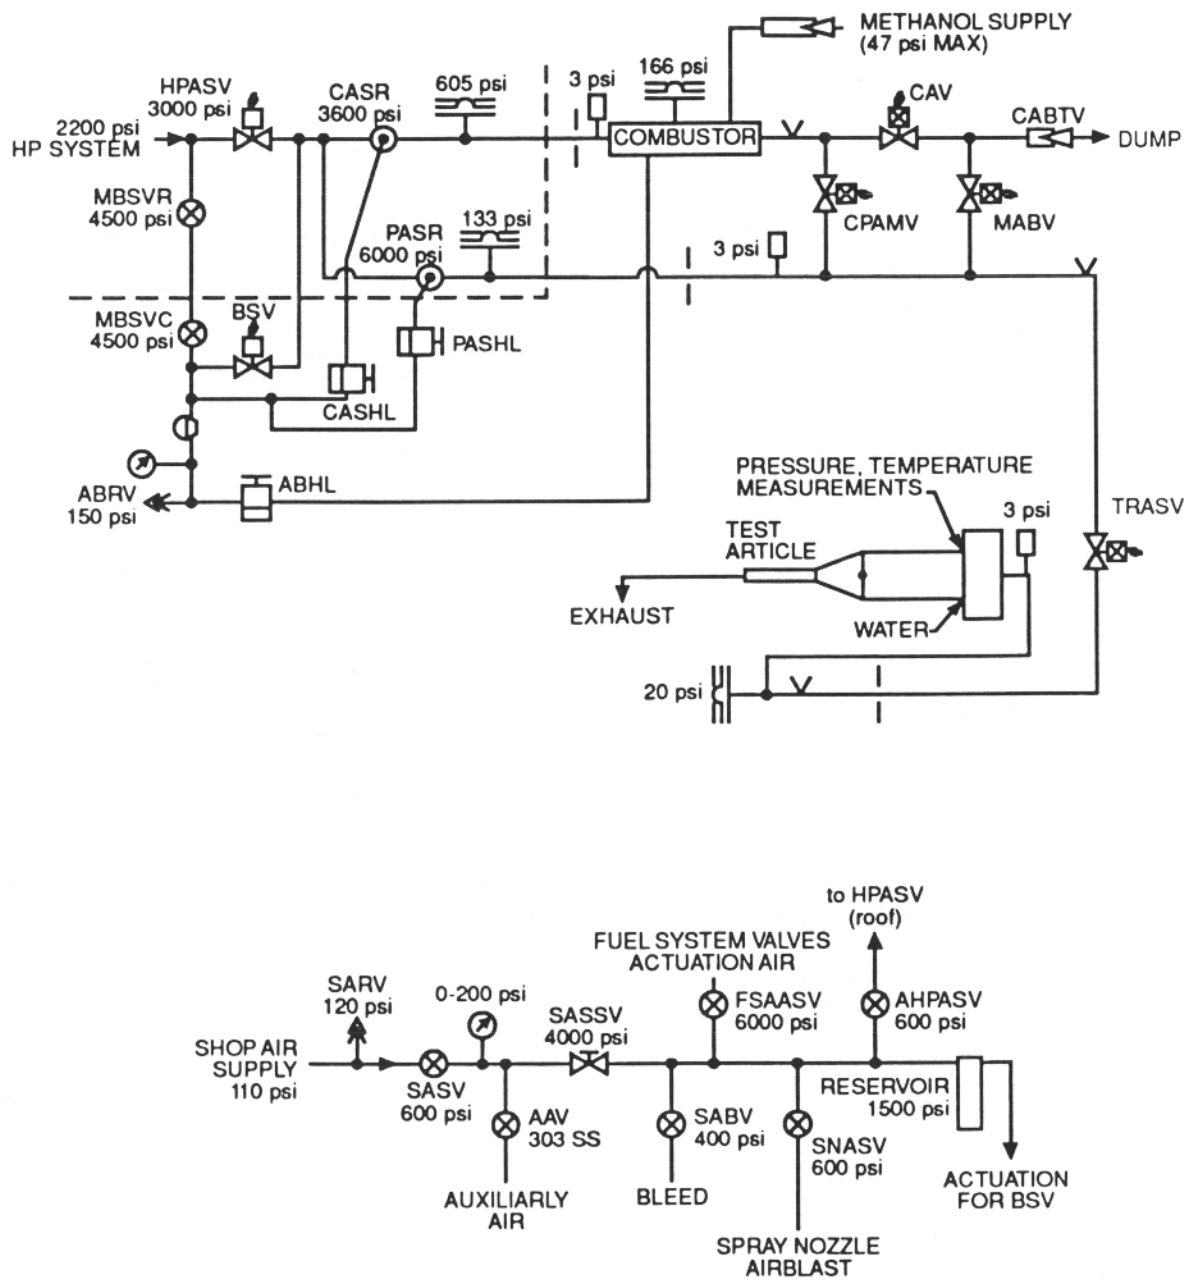 METHANOL SUPPLY
(47 psi MAX)
HPASV
3000 psi
CASR
3600 psi
605 psi
3 psi
166 psi
CAV
CABTV
2200 psi
HP SYSTEM
COMBUSTOR
DUMP
MBSVR
4500 psi
PASR
6000 psi
133 psi
3 psi
CPAMV
MABV
MBSVC
4500 psi
BSV
PASHL
CASHL
ABRV
150 psi
ABHL
PRESSURE, TEMPERATURE
MEASUREMENTS
3 psi
TRASV
TEST
ARTICLE
EXHAUST
WATER
20 psi
to HPASV
(roof)
FUEL SYSTEM VALVES
ACTUATION AIR
SARV
120 psi
0-200 psi
SASSV
4000 psi
FSAASV
6000 psi
AHPASV
600 psi
SHOP AIR
SUPPLY
110 psi
SASV
600 psi
AAV
303 SS
SABV
400 psi
SNASV
600 psi
RESERVOIR
1500 psi
AUXILIARLY
AIR
BLEED
SPRAY NOZZLE
AIRBLAST
ACTUATION
FOR BSV